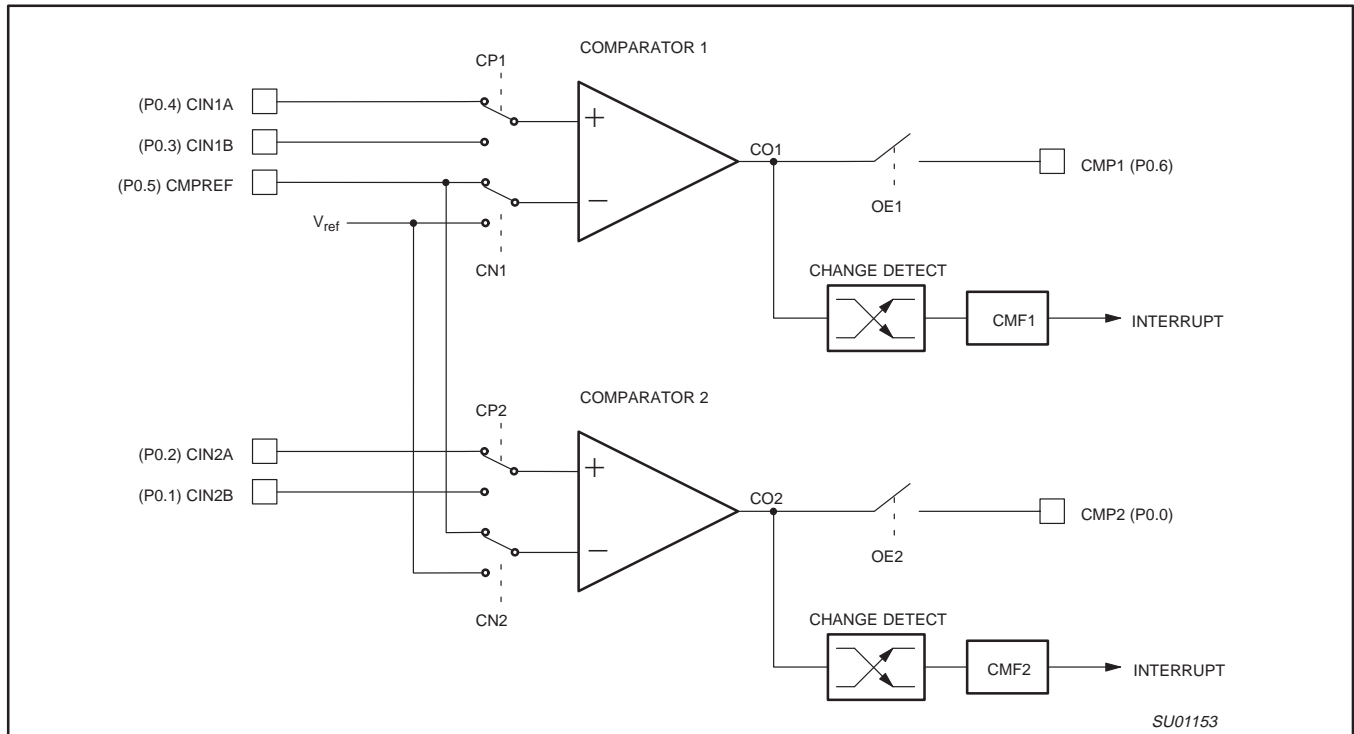 COMPARATOR 1
CP1
(P0.4) CIN1A
+
(P0.3) CIN1B
CO1
CMP1 (P0.6)
(P0.5) CMPREF
−
OE1
Vref
CN1
CHANGE DETECT
CMF1
INTERRUPT
COMPARATOR 2
CP2
(P0.2) CIN2A
+
(P0.1) CIN2B
CO2
CMP2 (P0.0)
−
OE2
CN2
CHANGE DETECT
CMF2
INTERRUPT
SU01153